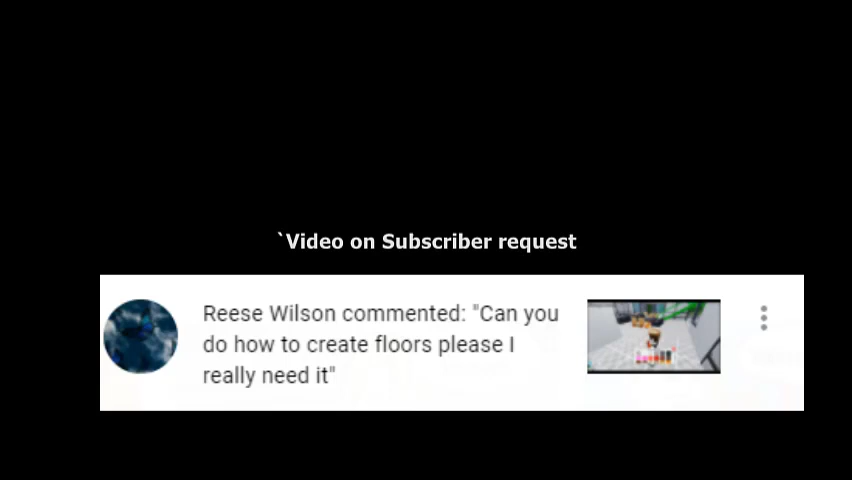 `Video on Subscriber request
Reese Wilson commented: "Can you
do how to create floors please I
really need it"